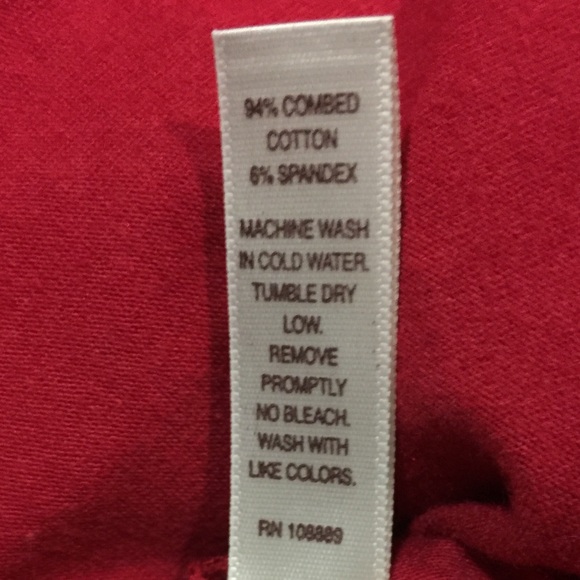 94% COMBED
COTTON
6% SPANDEX
MACHINE WASH
IN COLD WATER.
TUMBLE DRY
LOW.
REMOVE
PROMPTLY
NO BLEACH.
WASH WITH
LIKE COLORS.
RN